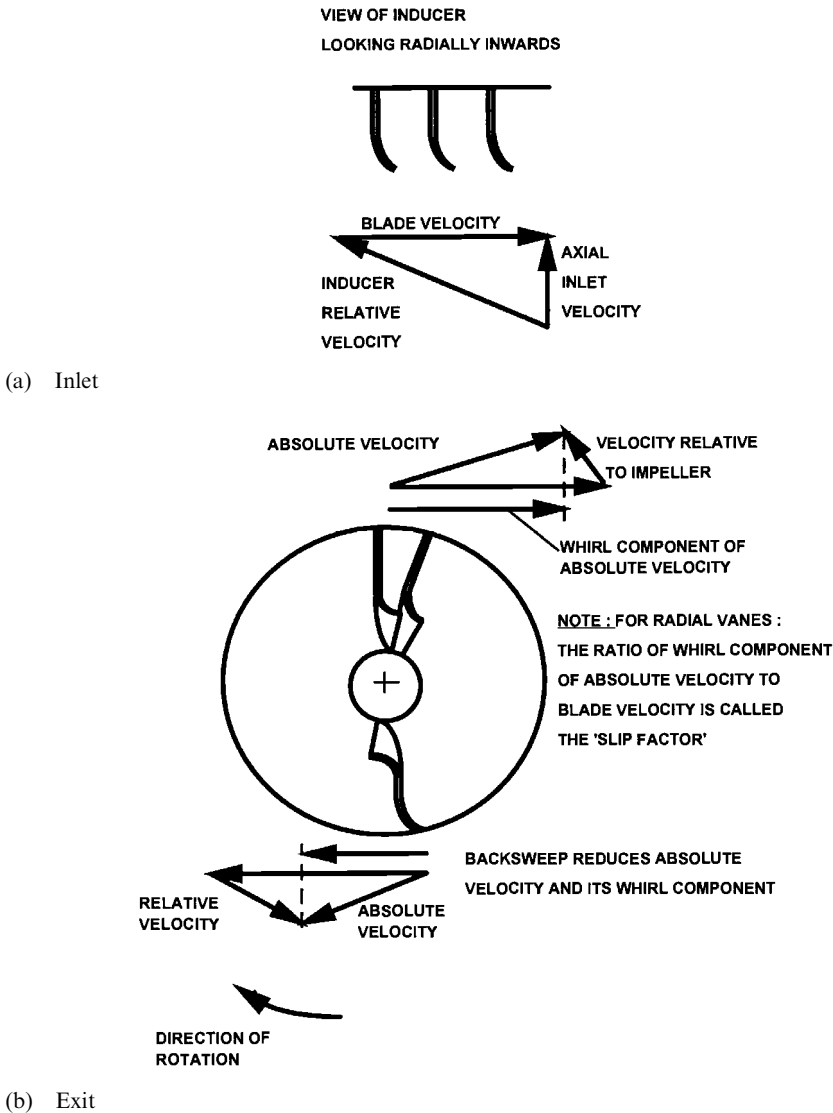 VIEW OF INDUCER
LOOKING RADIALLY INWARDS
BLADE VELOCITY
AXIAL
INLET
VELOCITY
INDUCER
RELATIVE
VELOCITY
(a) Inlet
ABSOLUTE VELOCITY
VELOCITY RELATIVE
TO IMPELLER
WHIRL COMPONENT OF
ABSOLUTE VELOCITY
NOTE : FOR RADIAL VANES :
THE RATIO OF WHIRL COMPONENT
OF ABSOLUTE VELOCITY TO
BLADE VELOCITY IS CALLED
THE 'SLIP FACTOR'
BACKSWEEP REDUCES ABSOLUTE
VELOCITY AND ITS WHIRL COMPONENT
RELATIVE
VELOCITY
ABSOLUTE
VELOCITY
DIRECTION OF
ROTATION
(b) Exit